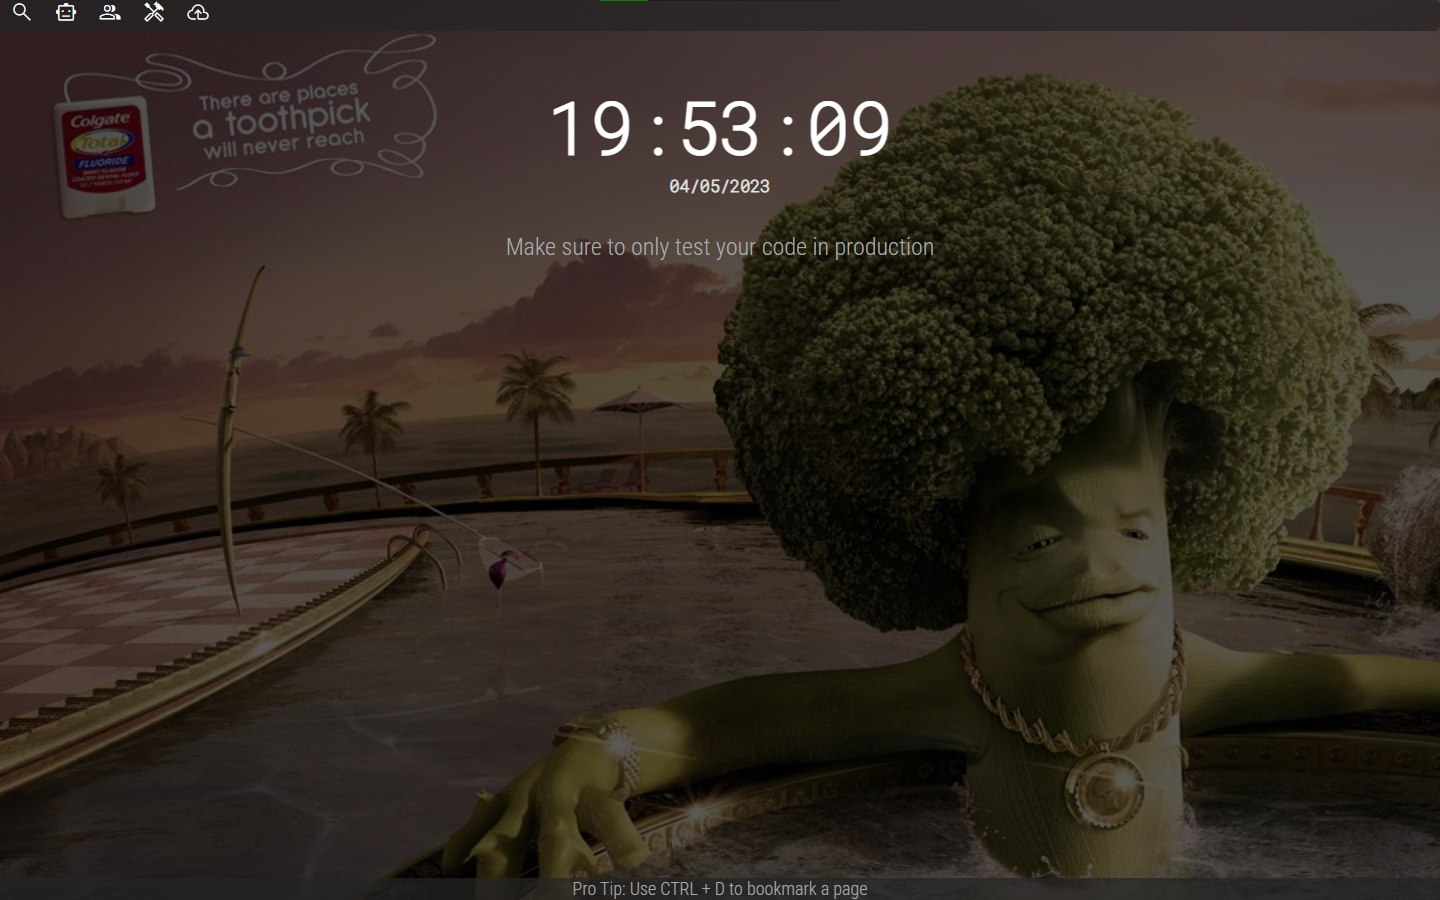 There are places
a toothpick
will never reach
Colgate
Total
FLUORIDE
19:53:09
04/05/2023
Make sure to only test your code in production
Pro Tip: Use CTRL + D to bookmark a page